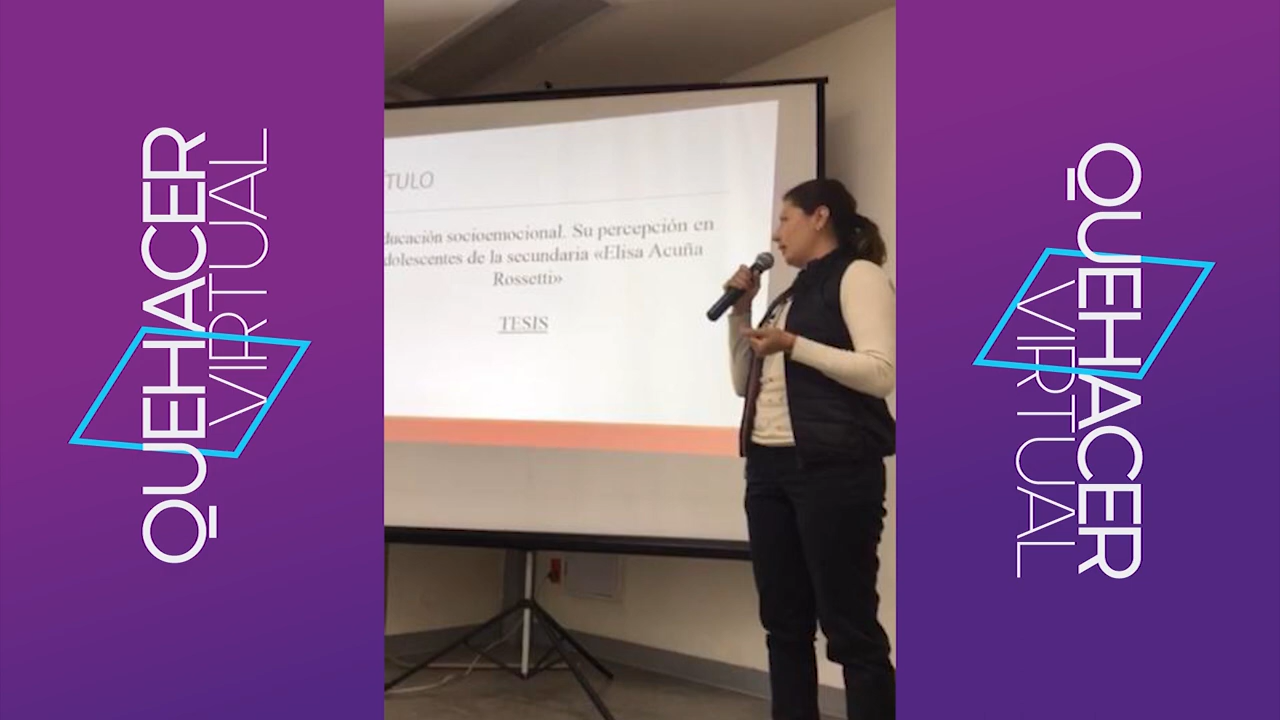 QUEHACER
VIRTUAL
TULO
ducación socioemocional. Su percepción en
dolescentes de la secundaria «Elisa Acuña
Rossetti»
TESIS
QUEHACER
VIRTUAL